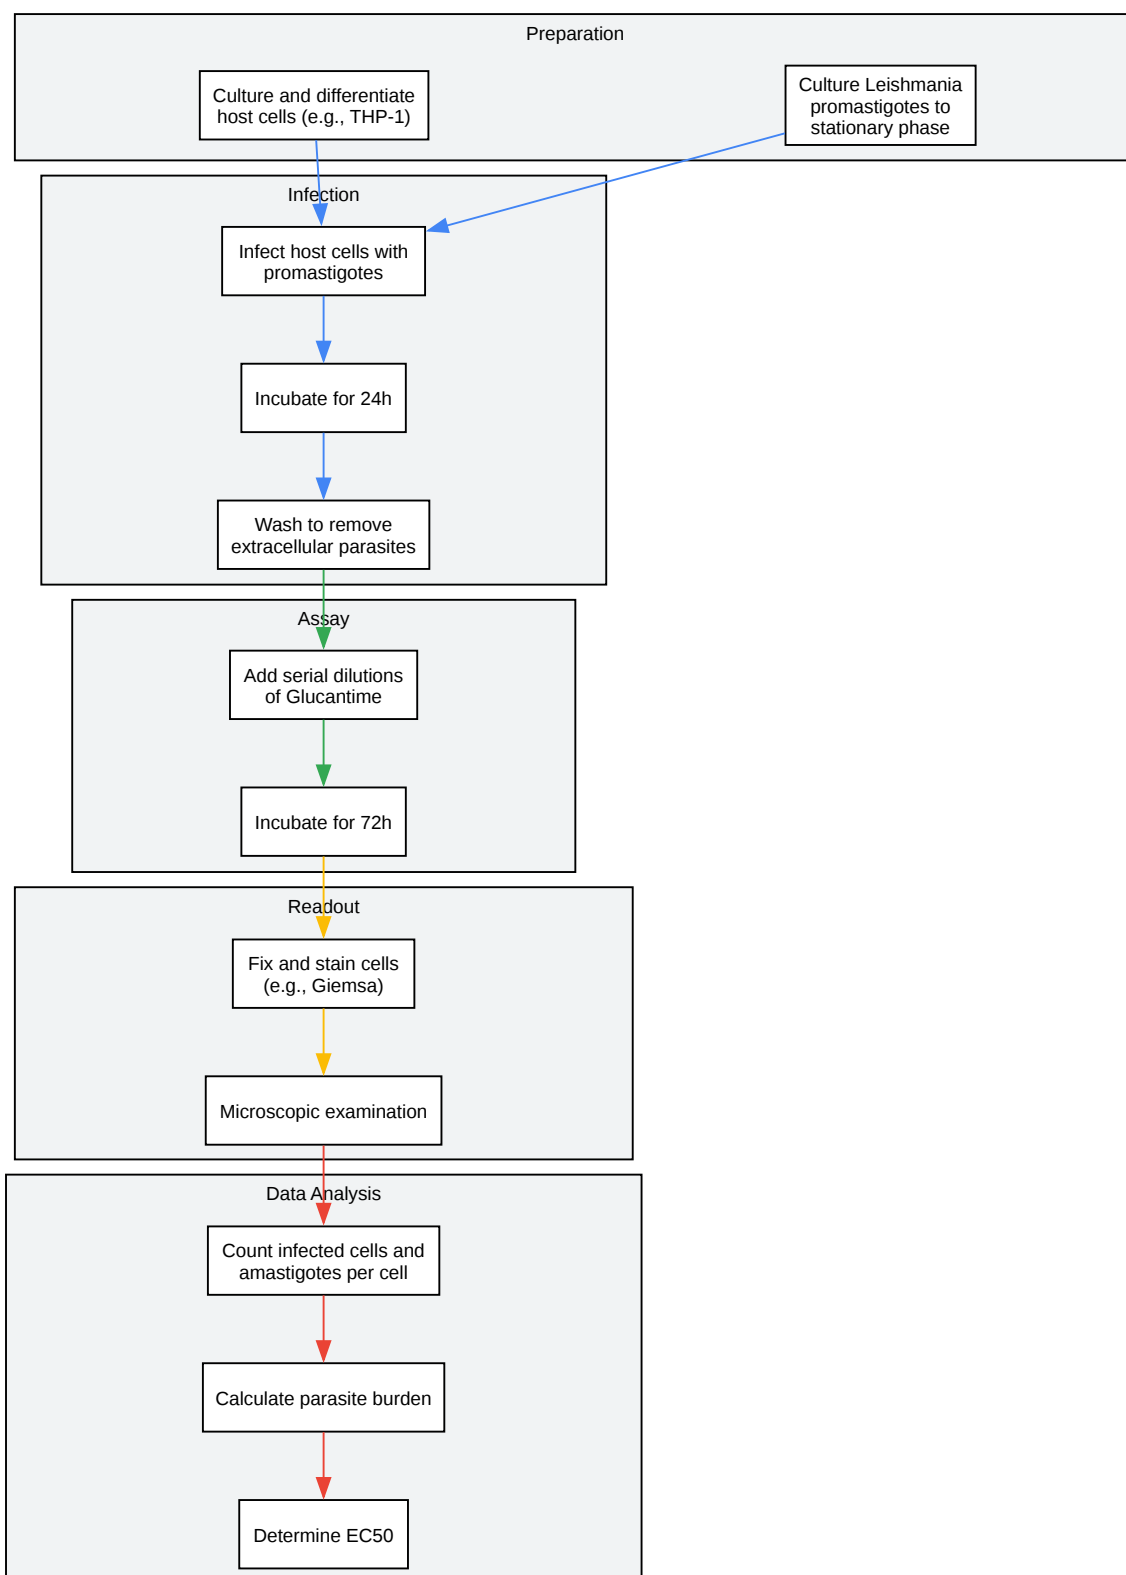 Preparation
Culture and differentiate
host cells (e.g., THP-1)
Culture Leishmania
promastigotes to
stationary phase
Infection
Infect host cells with
promastigotes
Incubate for 24h
Wash to remove
extracellular parasites
Assay
Add serial dilutions
of Glucantime
Incubate for 72h
Readout
Fix and stain cells
(e.g., Giemsa)
Microscopic examination
Data Analysis
Count infected cells and
amastigotes per cell
Calculate parasite burden
Determine EC50